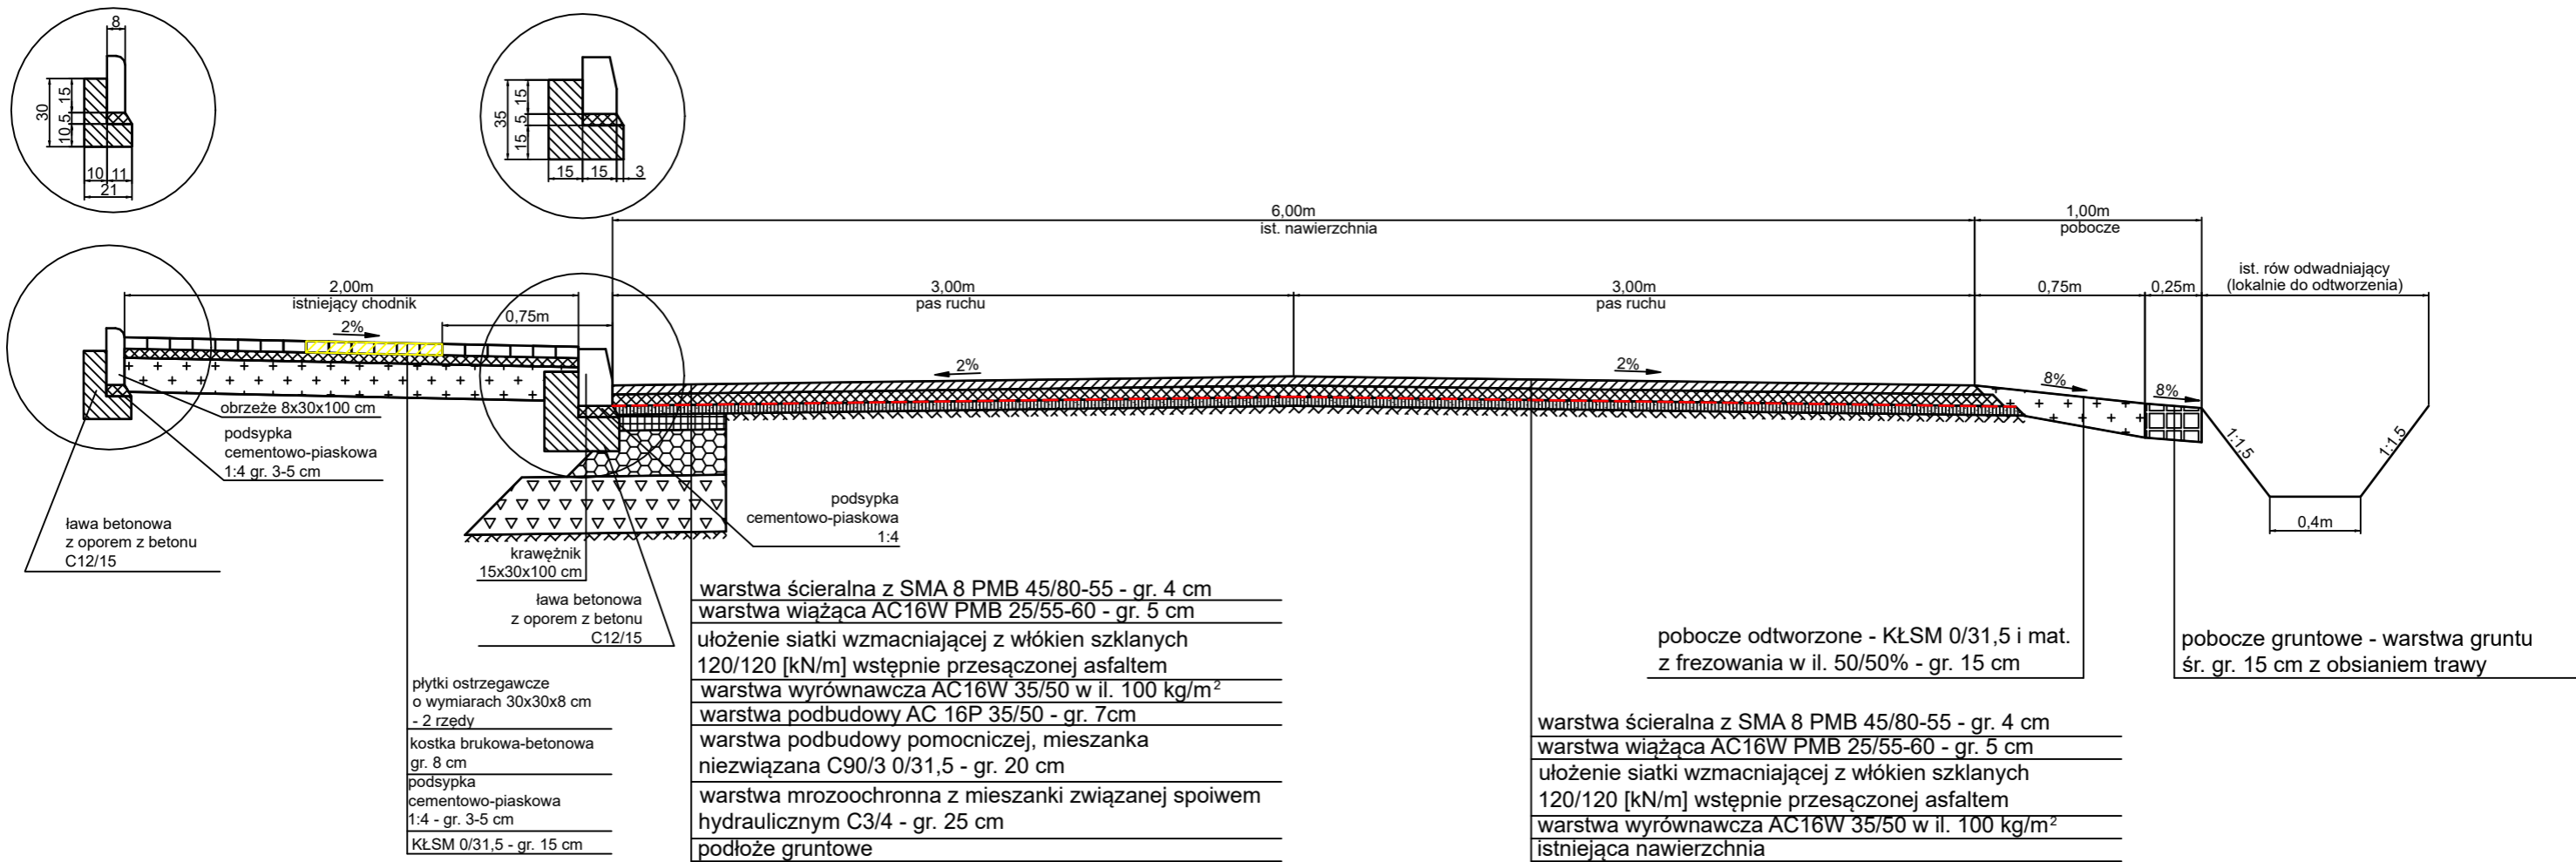 8
30
15
5
10
10
11
21
35
15
5
15
15
15
3
6,00m
ist. nawierzchnia
1,00m
pobocze
2,00m
istniejący chodnik
0,75m
3,00m
pas ruchu
3,00m
pas ruchu
0,75m
0,25m
ist. rów odwadniający
(lokalnie do odtworzenia)
2%
2%
2%
8%
8%
1:1,5
1:1,5
0,4m
obrzeże 8x30x100 cm
podsypka
cementowo-piaskowa
1:4 gr. 3-5 cm
ława betonowa
z oporem z betonu
C12/15
podsypka
cementowo-piaskowa
1:4
krawężnik
15x30x100 cm
ława betonowa
z oporem z betonu
C12/15
płytki ostrzegawcze
o wymiarach 30x30x8 cm
- 2 rzędy
kostka brukowa-betonowa
gr. 8 cm
podsypka
cementowo-piaskowa
1:4 - gr. 3-5 cm
KŁSM 0/31,5 - gr. 15 cm
warstwa ścieralna z SMA 8 PMB 45/80-55 - gr. 4 cm
warstwa wiążąca AC16W PMB 25/55-60 - gr. 5 cm
ułożenie siatki wzmacniającej z włókien szklanych
120/120 [kN/m] wstępnie przesączonej asfaltem
warstwa wyrównawcza AC16W 35/50 w il. 100 kg/m²
warstwa podbudowy AC 16P 35/50 - gr. 7cm
warstwa podbudowy pomocniczej, mieszanka
niezwiązana C90/3 0/31,5 - gr. 20 cm
warstwa mrozoochronna z mieszanki związanej spoiwem
hydraulicznym C3/4 - gr. 25 cm
podłoże gruntowe
pobocze odtworzone - KŁSM 0/31,5 i mat.
z frezowania w il. 50/50% - gr. 15 cm
pobocze gruntowe - warstwa gruntu
śr. gr. 15 cm z obsianiem trawy
warstwa ścieralna z SMA 8 PMB 45/80-55 - gr. 4 cm
warstwa wiążąca AC16W PMB 25/55-60 - gr. 5 cm
ułożenie siatki wzmacniającej z włókien szklanych
120/120 [kN/m] wstępnie przesączonej asfaltem
warstwa wyrównawcza AC16W 35/50 w il. 100 kg/m²
istniejąca nawierzchnia